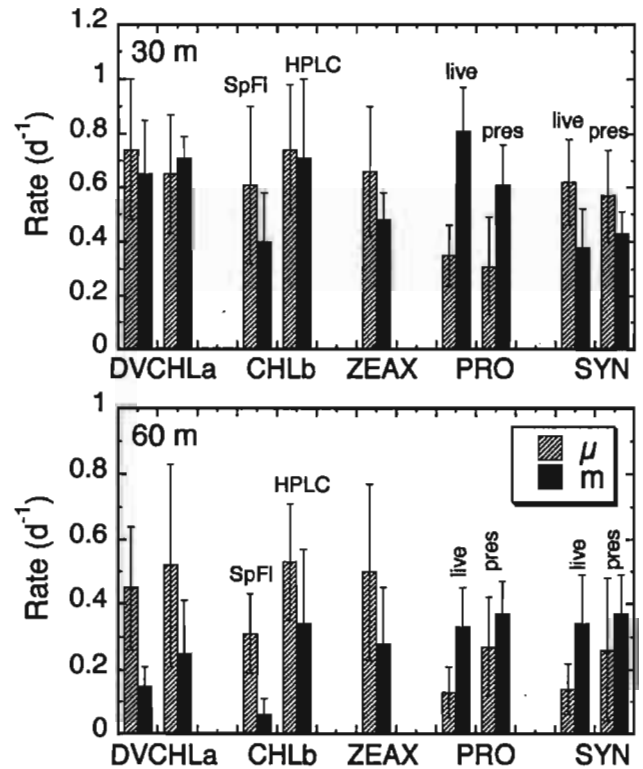 1.2
30 m
HPLC
SpFl
live
1
pres
live
pres
0.8
Rate (d-1)
0.6
0.4
0.2
0
DVCHLa CHLb ZEAX PRO SYN
1
60 m
µ
m
0.8
HPLC
0.6
SpFl
live
pres
live
pres
Rate (d-1)
0.4
0.2
0
DVCHLa CHLb ZEAX PRO SYN